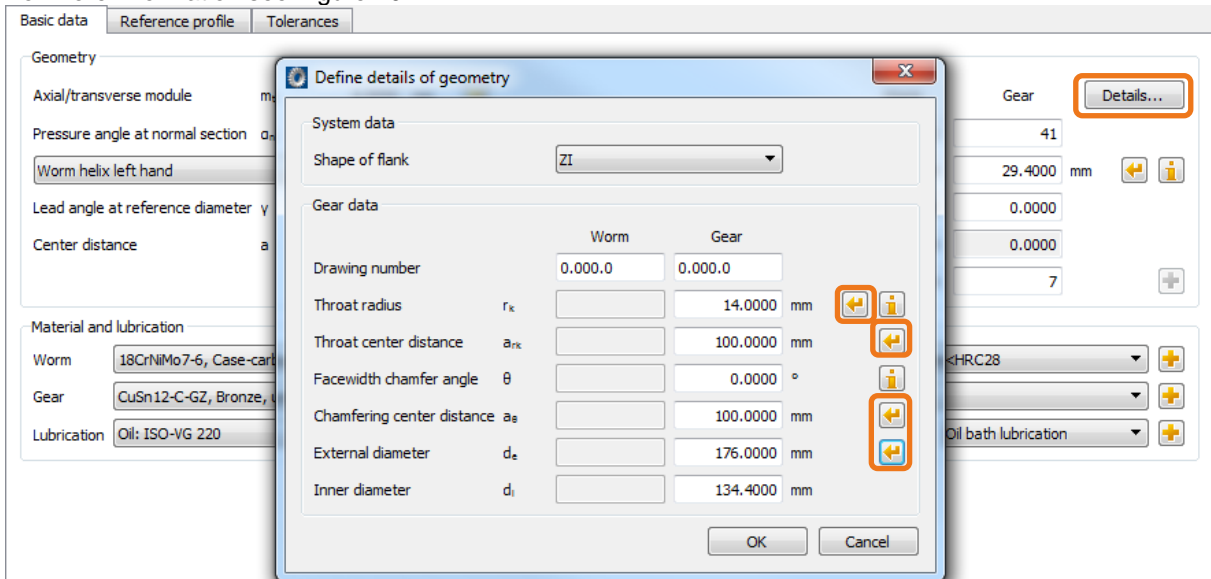 Basic data Reference profile Tolerances
Geometry
Axial/transverse module
Pressure angle at normal section
Worm helix left hand
Lead angle at reference diameter γ
Center distance a
Gear Details...
41
29.4000 mm
0.0000
0.0000
7
Material and lubrication
Worm 18CrNiMo7-6, Case-carb
Gear CuSn12-C-GZ, Bronze,
Lubrication Oil: ISO-VG 220
<HRC28
Oil bath lubrication
Define details of geometry
System data
Shape of flank ZI
Gear data
Worm Gear
Drawing number 0.000.0 0.000.0
Throat radius rk 14.0000 mm
Throat center distance ark 100.0000 mm
Facewidth chamfer angle θ 0.0000 °
Chamfering center distance aθ 100.0000 mm
External diameter de 176.0000 mm
Inner diameter di 134.4000 mm
OK Cancel